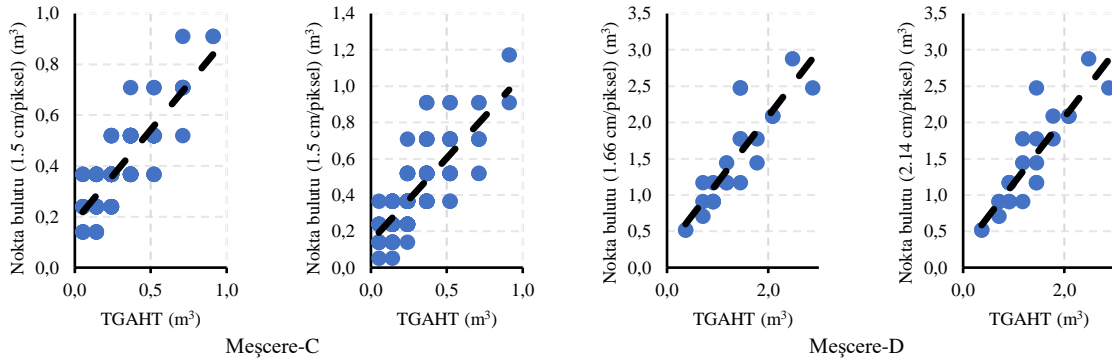 Nokta bulutu (1.5 cm/piksel) (m³)
1,0
0,8
0,6
0,4
0,2
0,0
0,0 0,5 1,0
TGAHT (m³)
Nokta bulutu (1.5 cm/piksel) (m³)
1,4
1,2
1,0
0,8
0,6
0,4
0,2
0,0
0,0 0,5 1,0
TGAHT (m³)
Meşcere-C
Nokta bulutu (1.66 cm/piksel) (m³)
3,5
3,0
2,5
2,0
1,5
1,0
0,5
0,0
0,0 2,0
TGAHT (m³)
Nokta bulutu (2.14 cm/piksel) (m³)
3,5
3,0
2,5
2,0
1,5
1,0
0,5
0,0
0,0 2,0
TGAHT (m³)
Meşcere-D